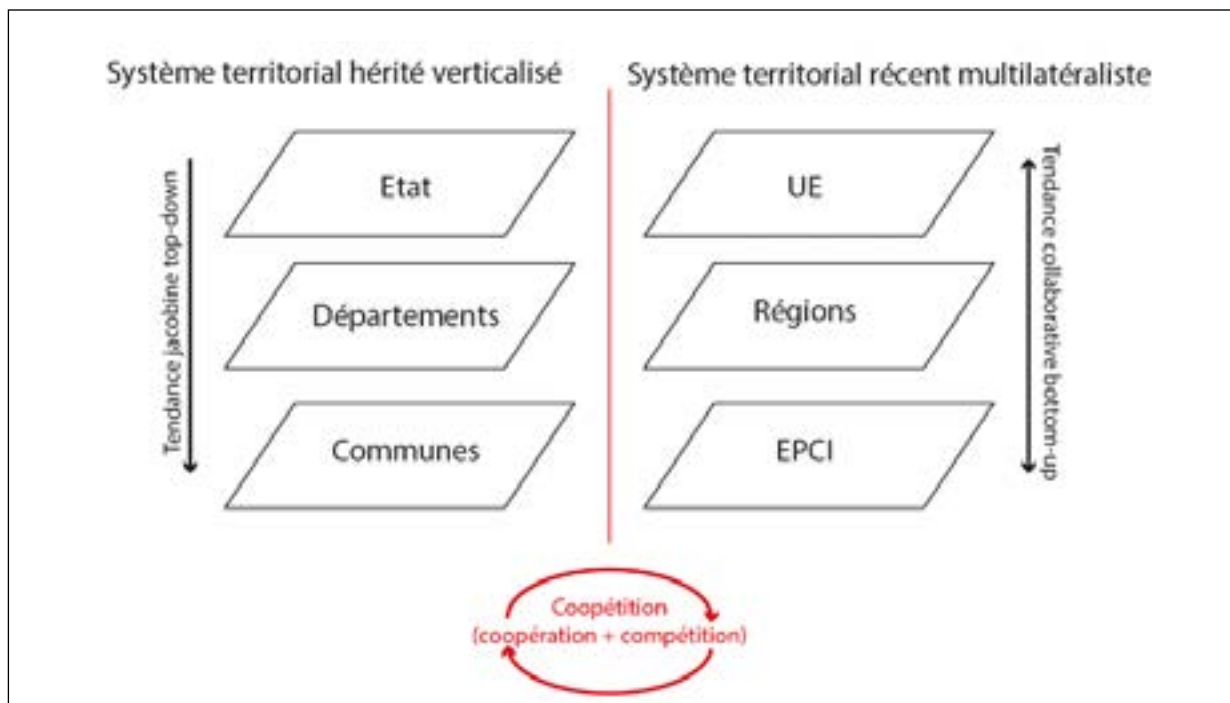 Système territorial hérité verticalisé
Système territorial récent multilatéraliste
Tendance jacobine top-down
Etat
Départements
Communes
UE
Régions
EPCI
Tendance collaborative bottom-up
Coopétition
(coopération + compétition)